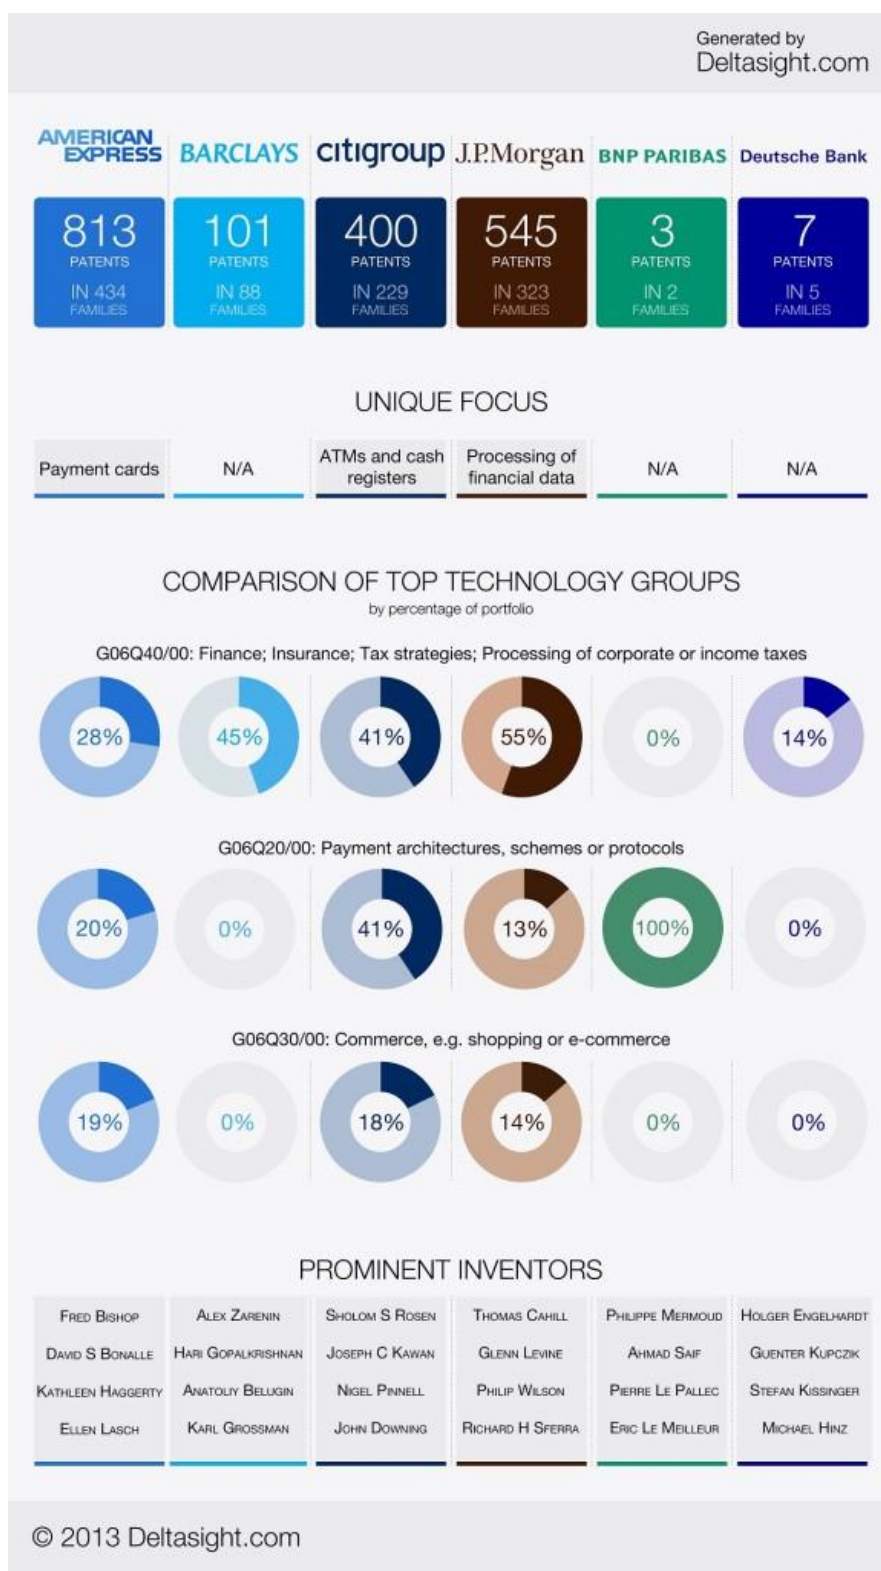 Generated by
Deltasight.com
AMERICAN
EXPRESS
BARCLAYS
citigroup
J.P.Morgan
BNP PARIBAS
Deutsche Bank
813
PATENTS
IN 434
FAMILIES
101
PATENTS
IN 88
FAMILIES
400
PATENTS
IN 229
FAMILIES
545
PATENTS
IN 323
FAMILIES
3
PATENTS
IN 2
FAMILIES
7
PATENTS
IN 5
FAMILIES
UNIQUE FOCUS
Payment cards
N/A
ATMs and cash
registers
Processing of
financial data
N/A
N/A
COMPARISON OF TOP TECHNOLOGY GROUPS
by percentage of portfolio
G06Q40/00: Finance; Insurance; Tax strategies; Processing of corporate or income taxes
28% 45% 41% 55% 0% 14%
G06Q20/00: Payment architectures, schemes or protocols
20% 0% 41% 13% 100% 0%
G06Q30/00: Commerce, e.g. shopping or e-commerce
19% 0% 18% 14% 0% 0%
PROMINENT INVENTORS
FRED BISHOP
DAVID S BONALLE
KATHLEEN HAGGERTY
ELLEN LASCH
ALEX ZARENIN
HARI GOPALKRISHNAN
ANATOLIY BELUGIN
KARL GROSSMAN
SHOLOM S ROSEN
JOSEPH C KAWAN
NIGEL PINNELL
JOHN DOWNING
THOMAS CAHILL
GLENN LEVINE
PHILIP WILSON
RICHARD H SFERRA
PHILIPPE MERMOUD
AHMAD SAIF
PIERRE LE PALLEC
ERIC LE MEILLEUR
HOLGER ENGELHARDT
GUENTER KUPCZIK
STEFAN KISSINGER
MICHAEL HINZ
© 2013 Deltasight.com